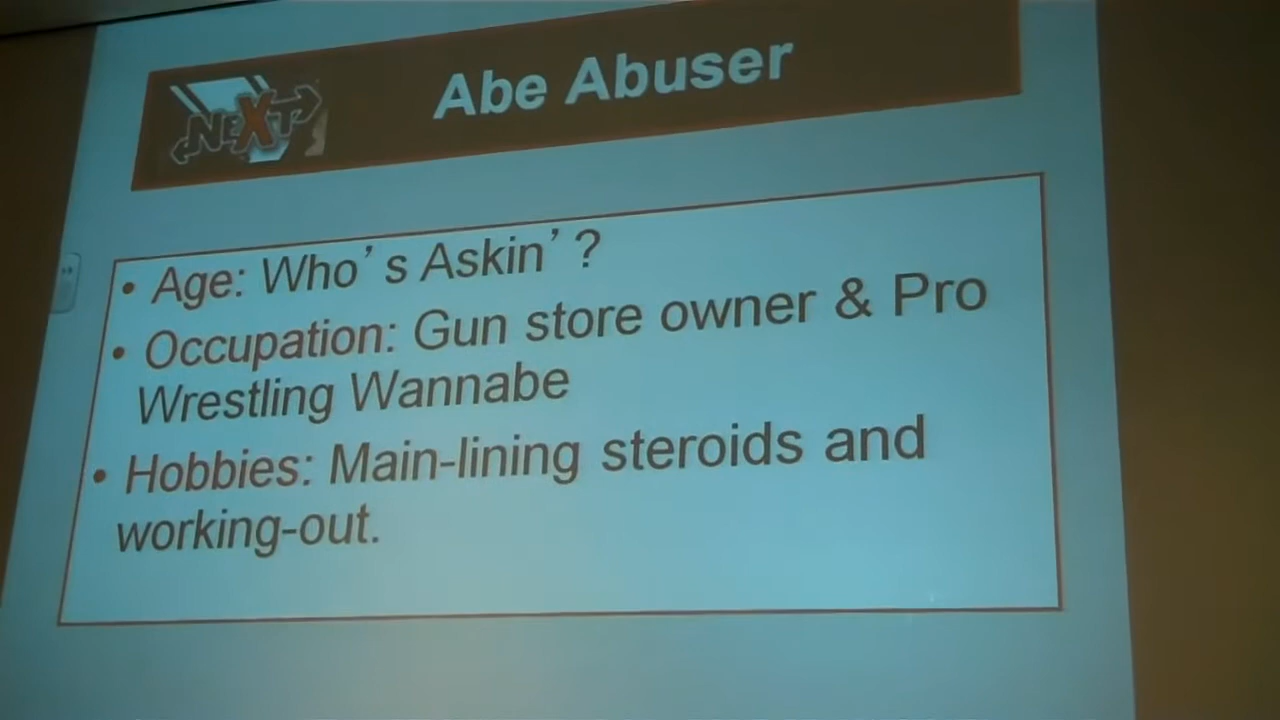 NEXT
Abe Abuser
• Age: Who's Askin'?
• Occupation: Gun store owner & Pro
Wrestling Wannabe
• Hobbies: Main-lining steroids and
working-out.